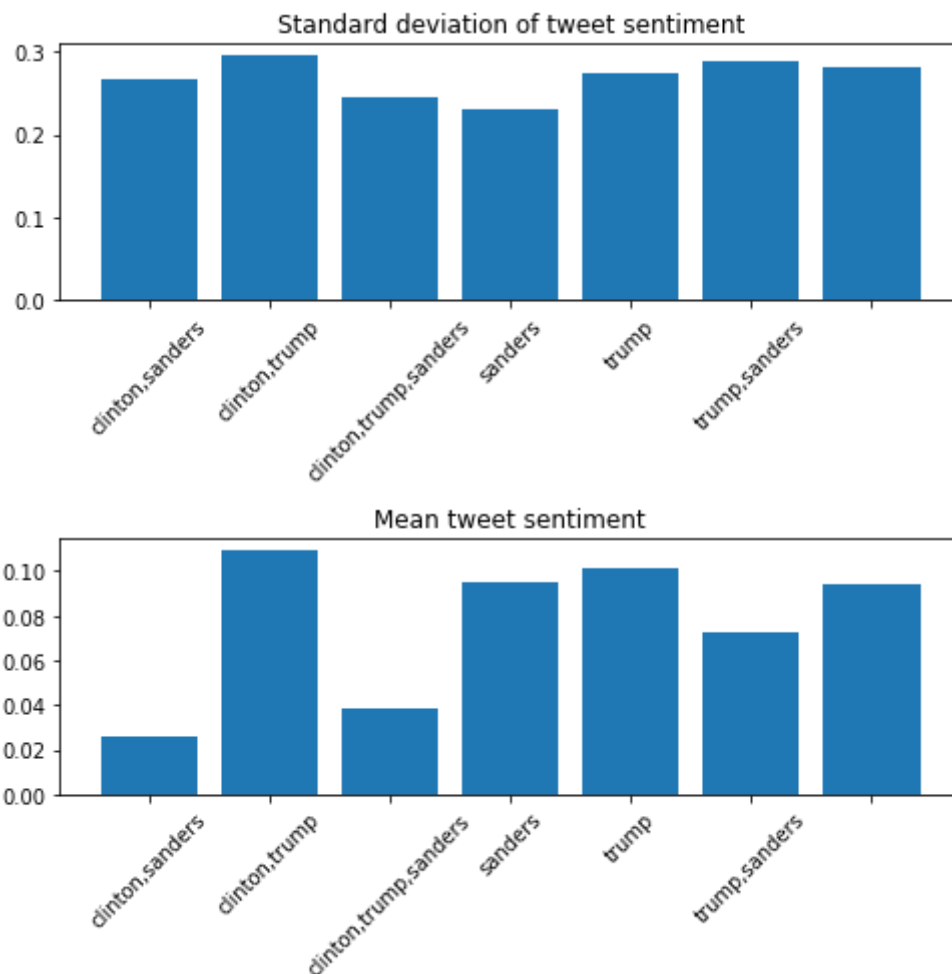 Standard deviation of tweet sentiment
0.3
0.2
0.1
0.0
clinton,sanders
clinton,trump
clinton,trump,sanders
sanders
trump
trump,sanders
Mean tweet sentiment
0.10
0.08
0.06
0.04
0.02
0.00
clinton,sanders
clinton,trump
clinton,trump,sanders
sanders
trump
trump,sanders